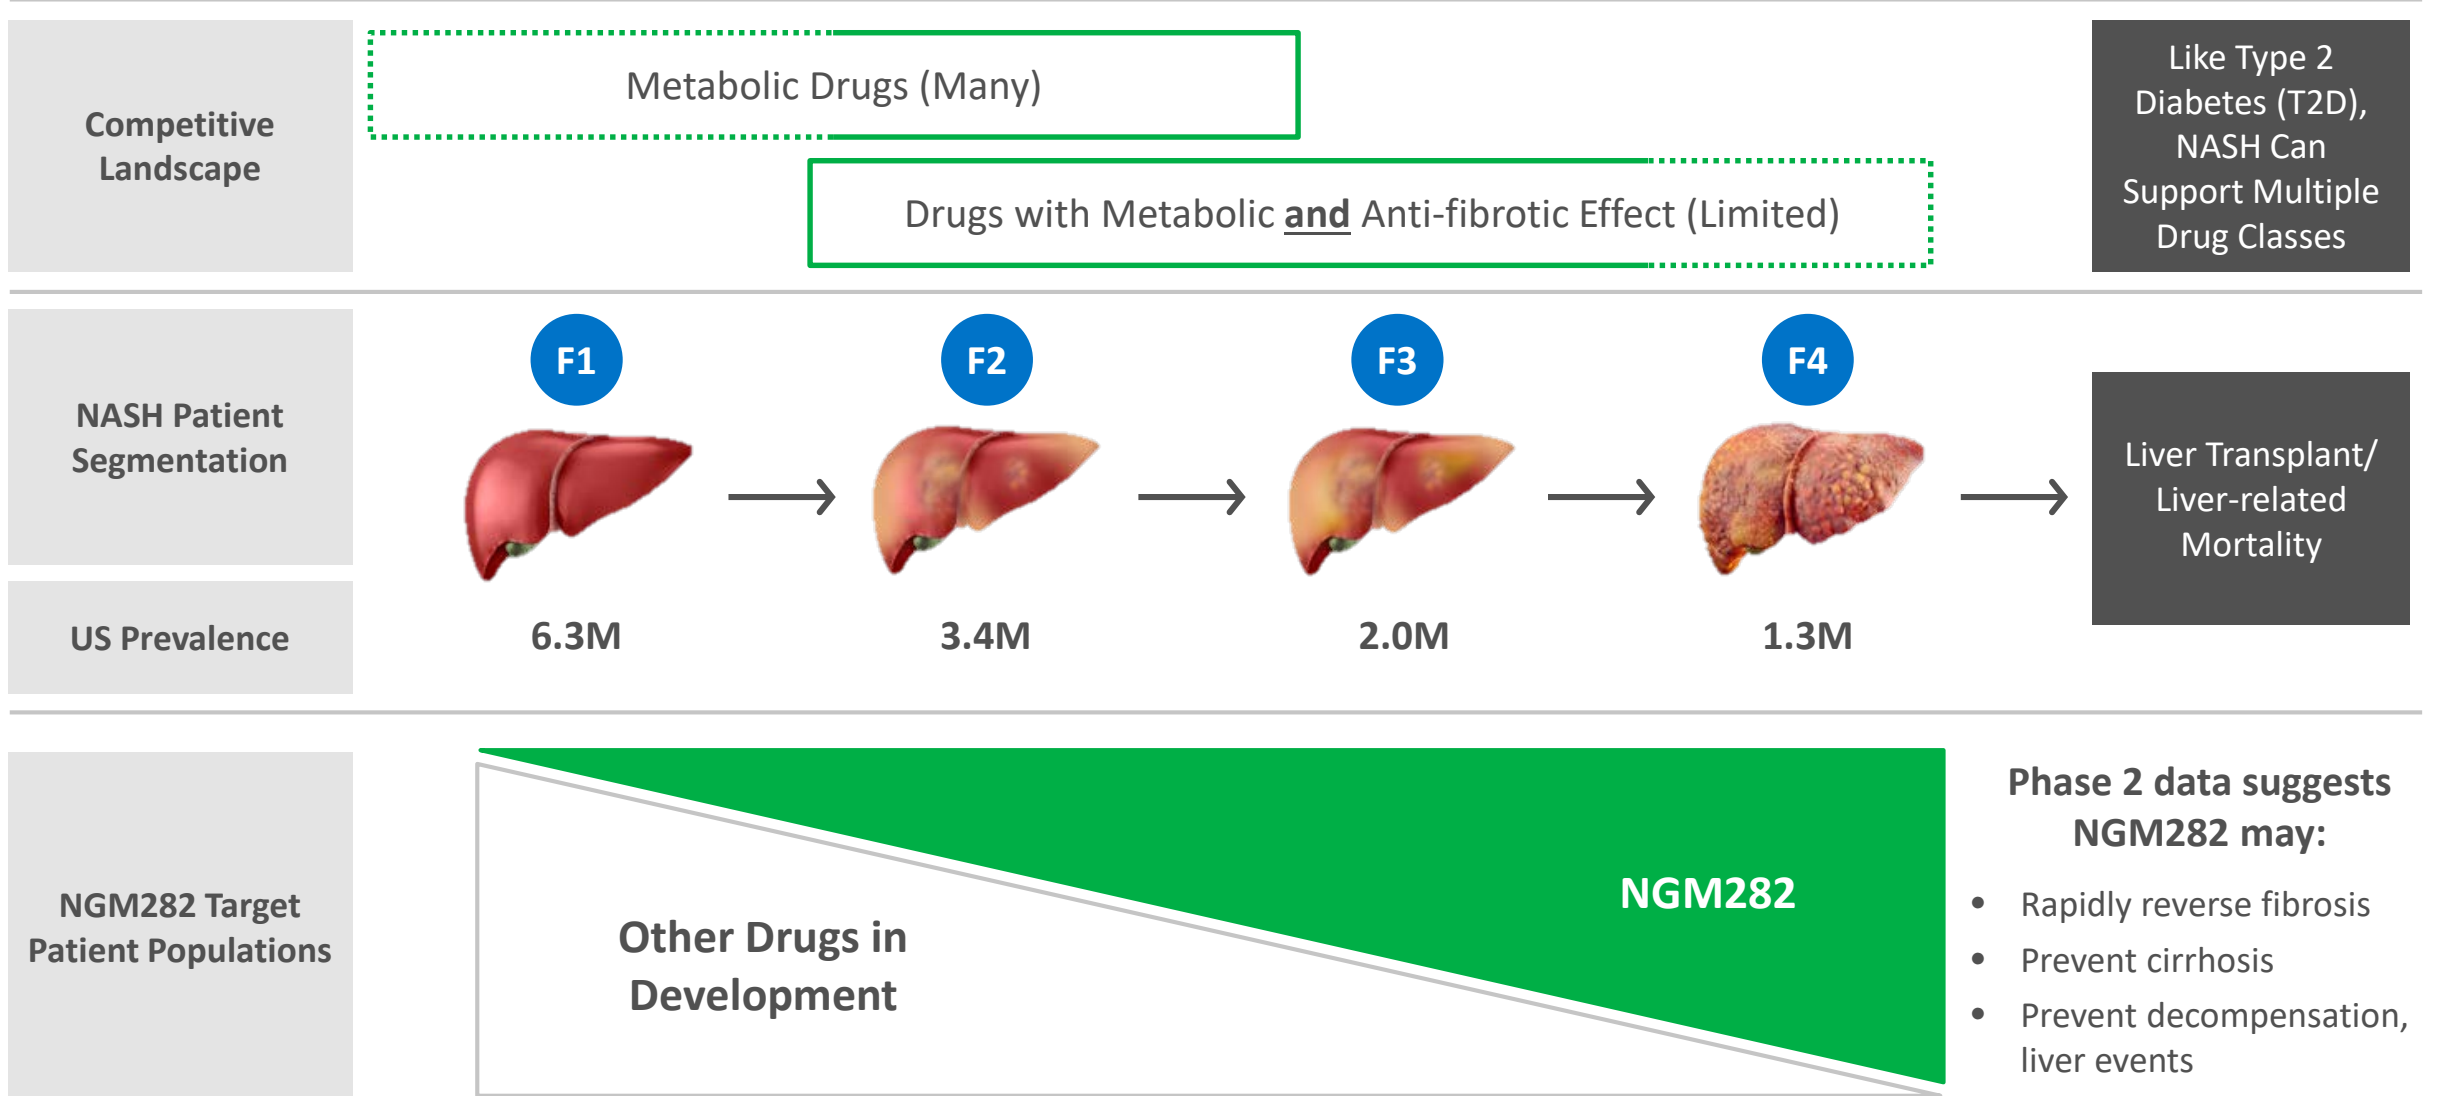 Competitive
Landscape
Metabolic Drugs (Many)
Drugs with Metabolic and Anti-fibrotic Effect (Limited)
Like Type 2
Diabetes (T2D),
NASH Can
Support Multiple
Drug Classes
NASH Patient
Segmentation
F1
F2
F3
F4
Liver Transplant/
Liver-related
Mortality
US Prevalence
6.3M
3.4M
2.0M
1.3M
NGM282 Target
Patient Populations
Other Drugs in
Development
NGM282
Phase 2 data suggests
NGM282 may:
• Rapidly reverse fibrosis
• Prevent cirrhosis
• Prevent decompensation,
liver events